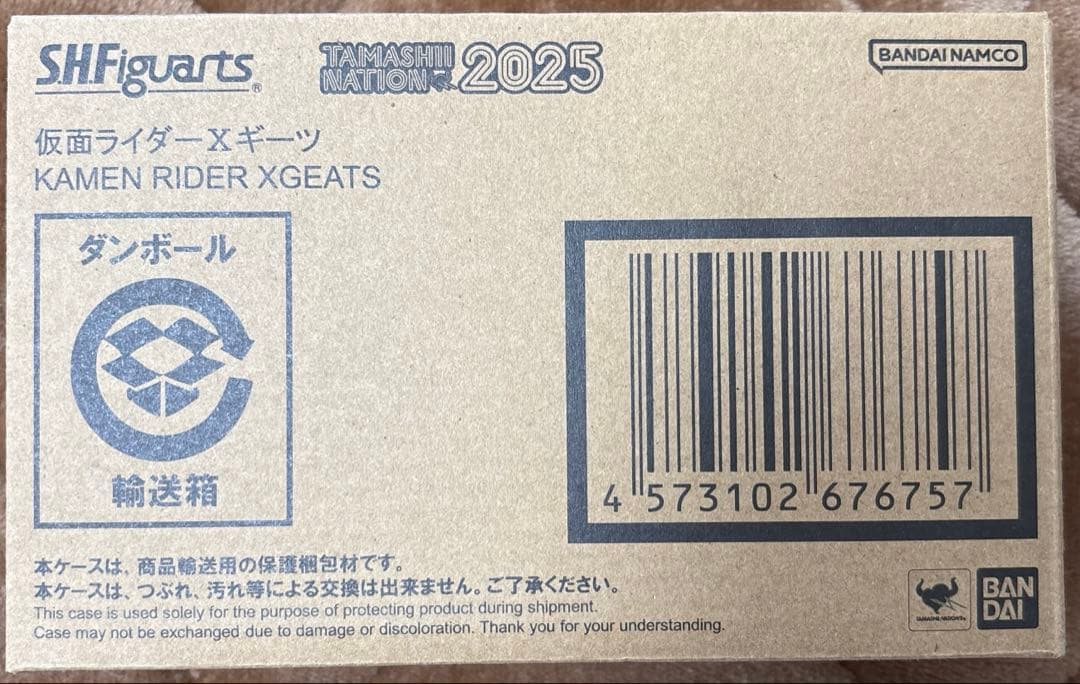 S.H.Figuarts®
TAMASHII NATION 2025
BANDAI NAMCO
仮面ライダーXギーツ
KAMEN RIDER XGEATS
ダンボール
輸送箱
4 573102 676757
本ケースは、商品輸送用の保護梱包材です。
本ケースは、つぶれ、汚れ等による交換は出来ません。ご了承ください。
This case is used solely for the purpose of protecting product during shipment.
Case may not be exchanged due to damage or discoloration. Thank you for your understanding.
TAMASHII NATIONS
BAN
DAI